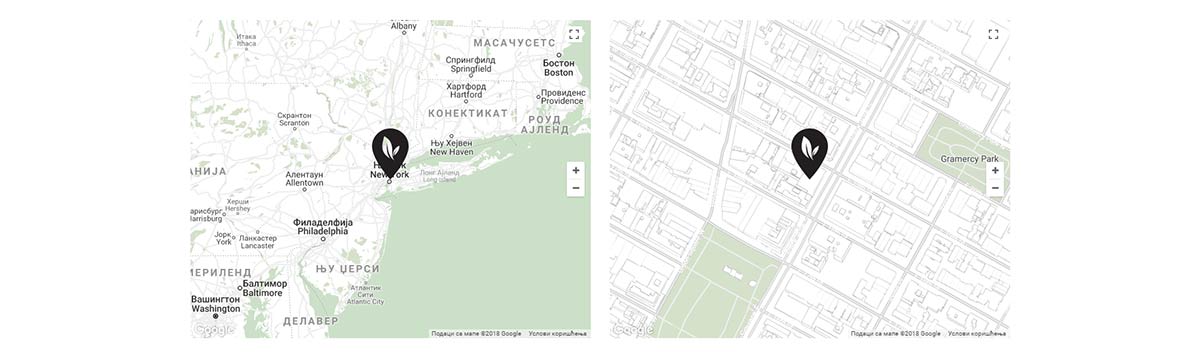 Albany
МАСАЧУСЕТС
Итака
Ithaca
Спрингфилд
Springfield
Бостон
Boston
Хартфорд
Hartford
Провиденс
Providence
КОНЕКТИКАТ
РОУД
АЈЛЕНД
Скрантон
Scranton
Њу Хејвен
New Haven
Gramercy Park
АНИЈА
Алентаун
Allentown
New York
Лонг Ајленд
Long Island
Херши
Hershey
арисбург
Harrisburg
Филаделфија
Philadelphia
Јорк
York
Ланкастер
Lancaster
ЊУ ЏЕРСИ
МЕРИЛЕНД
Балтимор
Baltimore
Атлантик
Сити
Atlantic City
Вашингтон
Washington
ДЕЛАВЕР
Google
Подаци са мапе ©2018 Google Услови коришћења
Google
Подаци са мапе ©2018 Google Услови коришћења